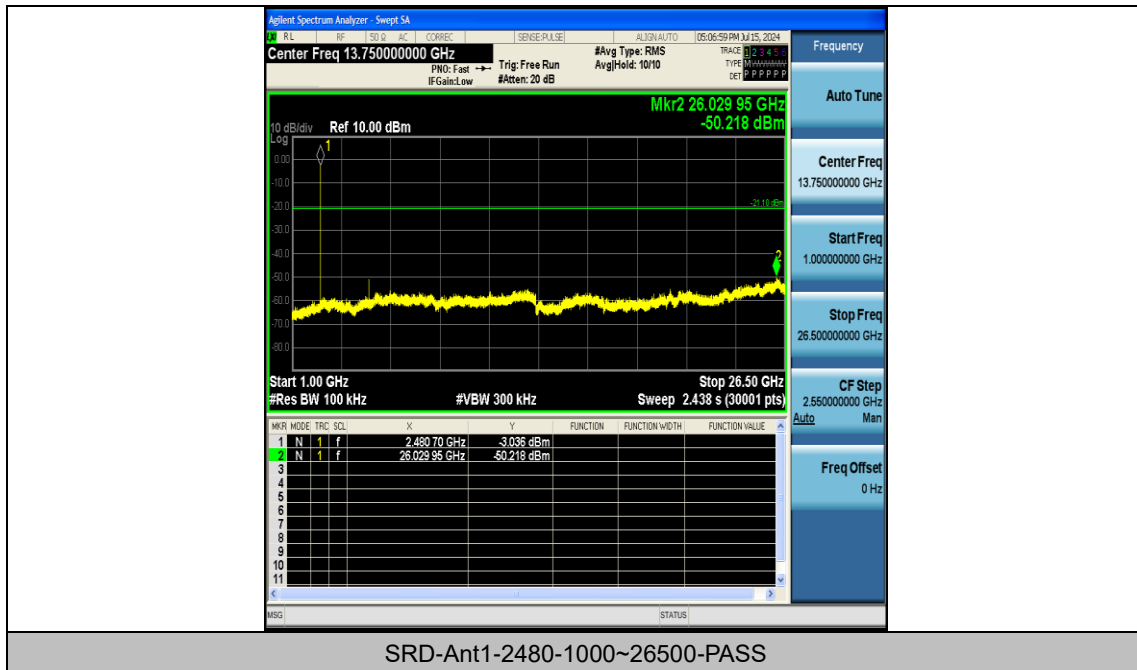 Agilent Spectrum Analyzer - Swept SA
RL RF 50 Ω AC CORREC SENSE:PULSE ALIGN AUTO 05:06:59 PM Jul 15, 2024
Center Freq 13.750000000 GHz
PNO: Fast
IFGain:Low
Trig: Free Run
#Atten: 20 dB
#Avg Type: RMS
Avg|Hold: 10/10
TRACE 1 2 3 4 5 6
TYPE
DET P P P P P P
Mkr2 26.029 95 GHz
-50.218 dBm
10 dB/div Ref 10.00 dBm
Log
0.00
-10.0
-20.0
-30.0
-40.0
-50.0
-60.0
-70.0
-80.0
1
-21.18 dBm
2
Start 1.00 GHz Stop 26.50 GHz
#Res BW 100 kHz #VBW 300 kHz Sweep 2.438 s (30001 pts)
MKR MODE TRC SCL X Y FUNCTION FUNCTION WIDTH FUNCTION VALUE
1 N 1 f 2.480 70 GHz -3.036 dBm
2 N 1 f 26.029 95 GHz -50.218 dBm
3
4
5
6
7
8
9
10
11
MSG STATUS
Frequency
Auto Tune
Center Freq
13.750000000 GHz
Start Freq
1.000000000 GHz
Stop Freq
26.500000000 GHz
CF Step
2.550000000 GHz
Auto Man
Freq Offset
0 Hz
SRD-Ant1-2480-1000~26500-PASS